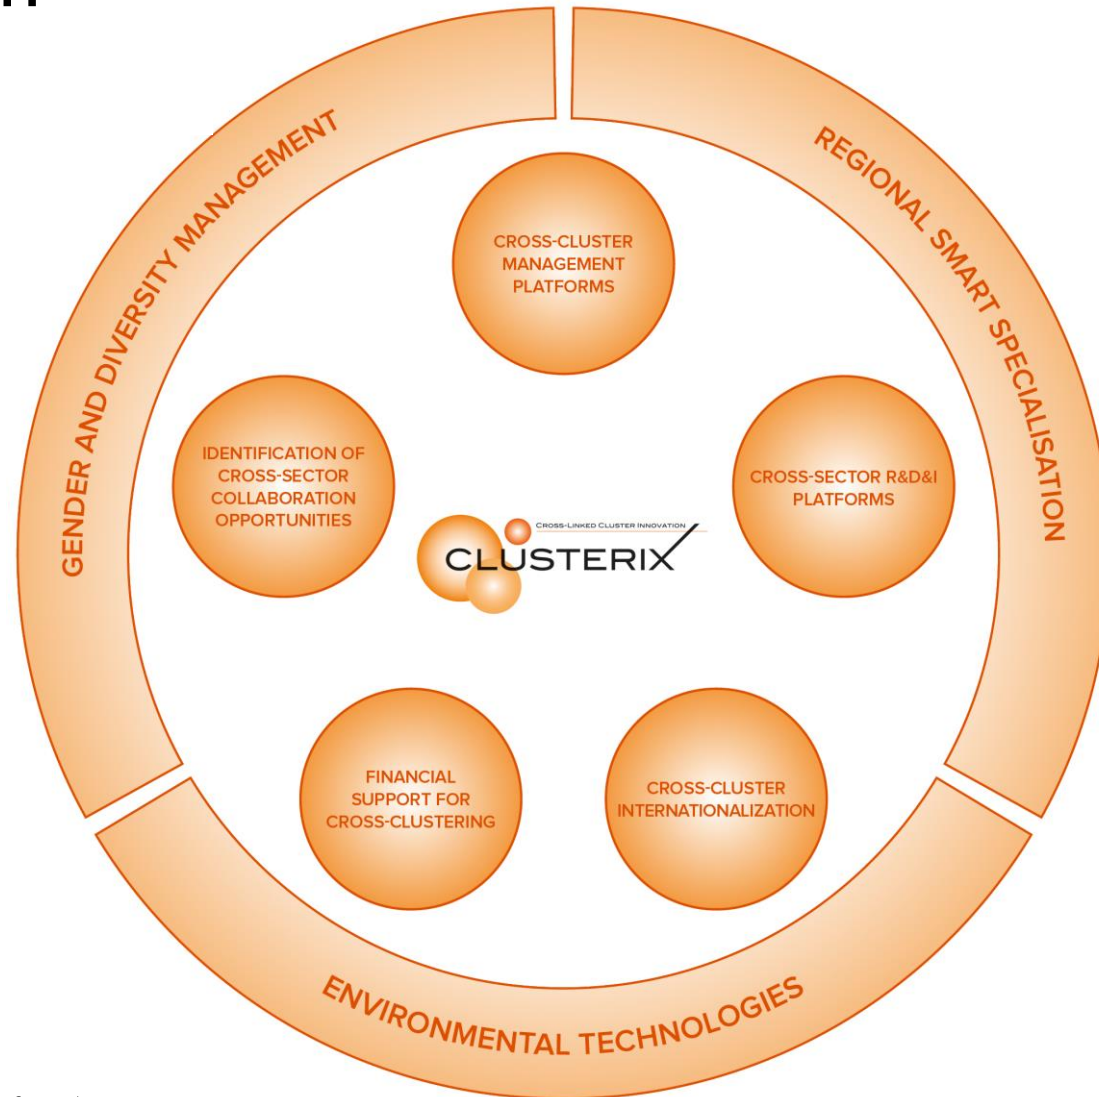 GENDER AND DIVERSITY MANAGEMENT
REGIONAL SMART SPECIALISATION
CROSS-CLUSTER
MANAGEMENT
PLATFORMS
IDENTIFICATION OF
CROSS-SECTOR
COLLABORATION
OPPORTUNITIES
CROSS-SECTOR R&D&I
PLATFORMS
CROSS-LINKED CLUSTER INNOVATION
CLUSTERIX
FINANCIAL
SUPPORT FOR
CROSS-CLUSTERING
CROSS-CLUSTER
INTERNATIONALIZATION
ENVIRONMENTAL TECHNOLOGIES